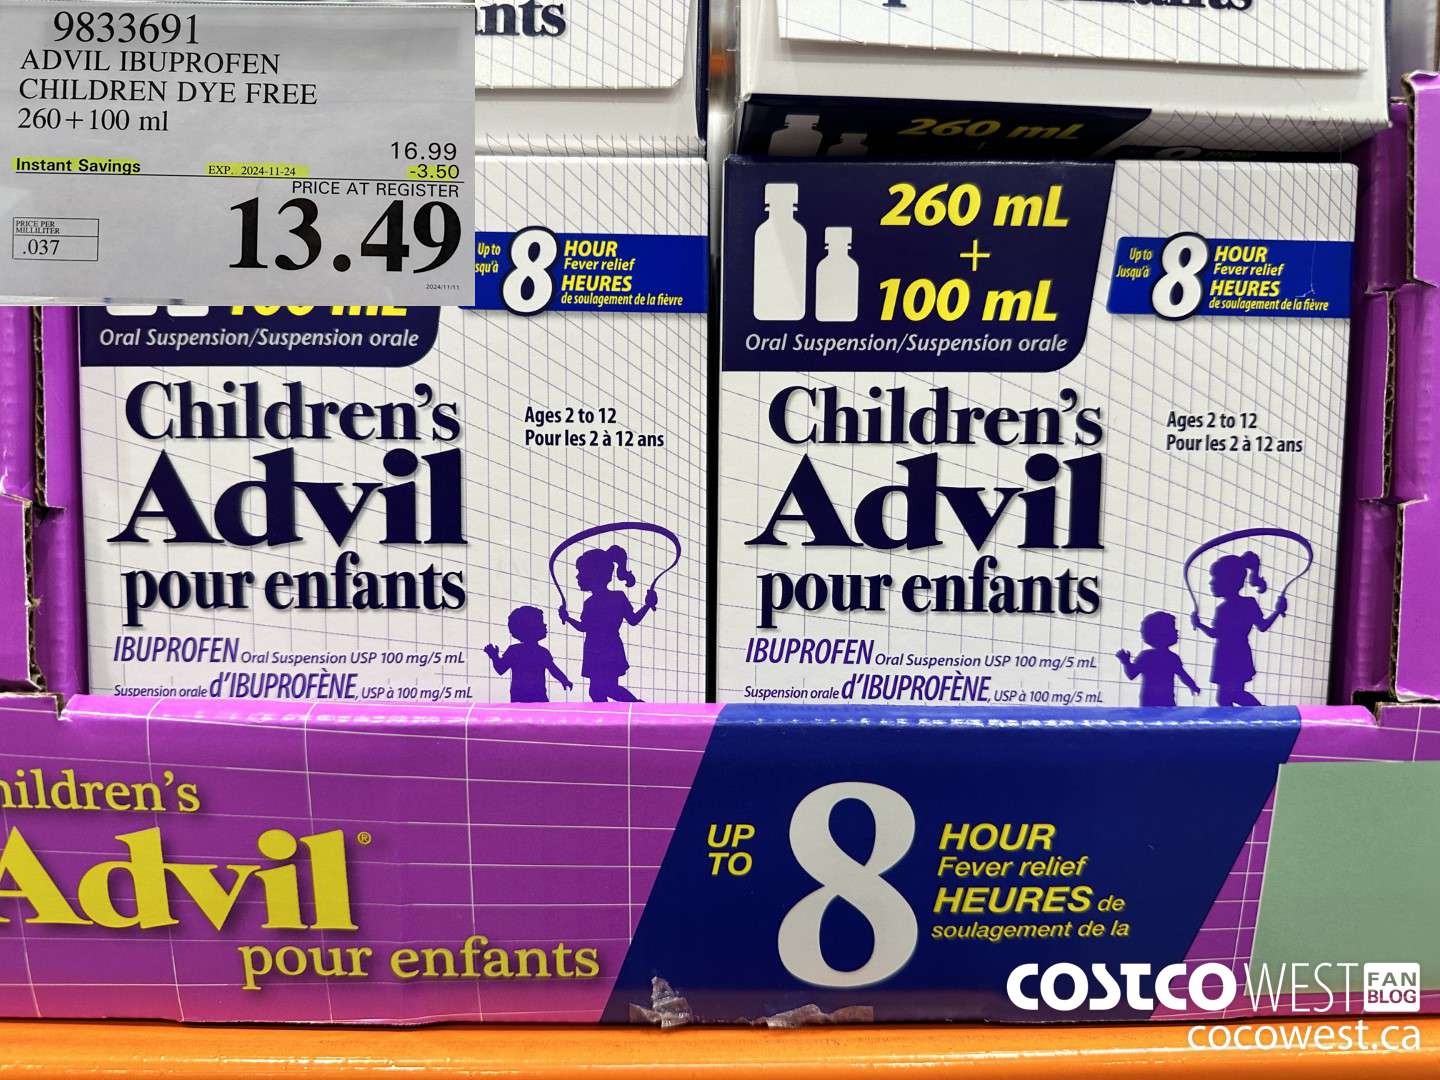 9833691
ADVIL IBUPROFEN
CHILDREN DYE FREE
260+100 ml
16.99
Instant Savings EXP. 2024-11-24 -3.50
PRICE AT REGISTER
13.49
PRICE PER
MILLILITER
.037
2024/11/11
nts
260 mL
Up to
squ'à
8
HOUR
Fever relief
HEURES
de soulagement de la fièvre
100 mL
Oral Suspension/Suspension orale
Children's
Advil
pour enfants
Ages 2 to 12
Pour les 2 à 12 ans
IBUPROFEN Oral Suspension USP 100 mg/5 mL
Suspension orale d'IBUPROFÈNE, USP à 100 mg/5 mL
260 mL
+
100 mL
Oral Suspension/Suspension orale
Up to
Jusqu'à
8
HOUR
Fever relief
HEURES
de soulagement de la fièvre
Children's
Advil
pour enfants
Ages 2 to 12
Pour les 2 à 12 ans
IBUPROFEN Oral Suspension USP 100 mg/5 mL
Suspension orale d'IBUPROFÈNE, USP à 100 mg/5 mL
hildren's
Advil®
pour enfants
UP
TO
8
HOUR
Fever relief
HEURES de
soulagement de la
COSTCO WEST FAN BLOG
cocowest.ca